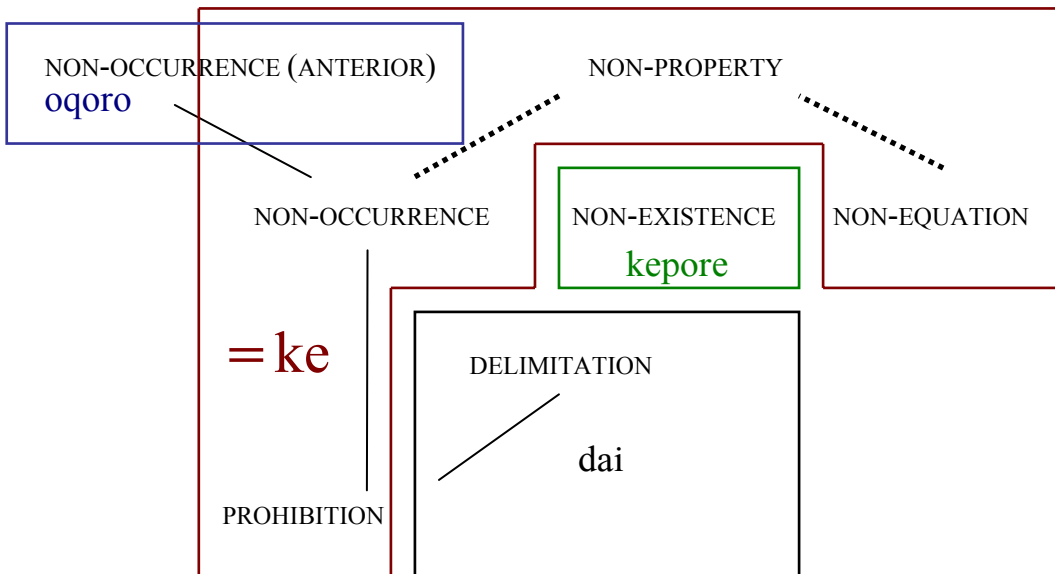 NON-OCCURRENCE (ANTERIOR)
oqoro
NON-PROPERTY
NON-OCCURRENCE
NON-EXISTENCE
kepore
NON-EQUATION
=ke
DELIMITATION
dai
PROHIBITION